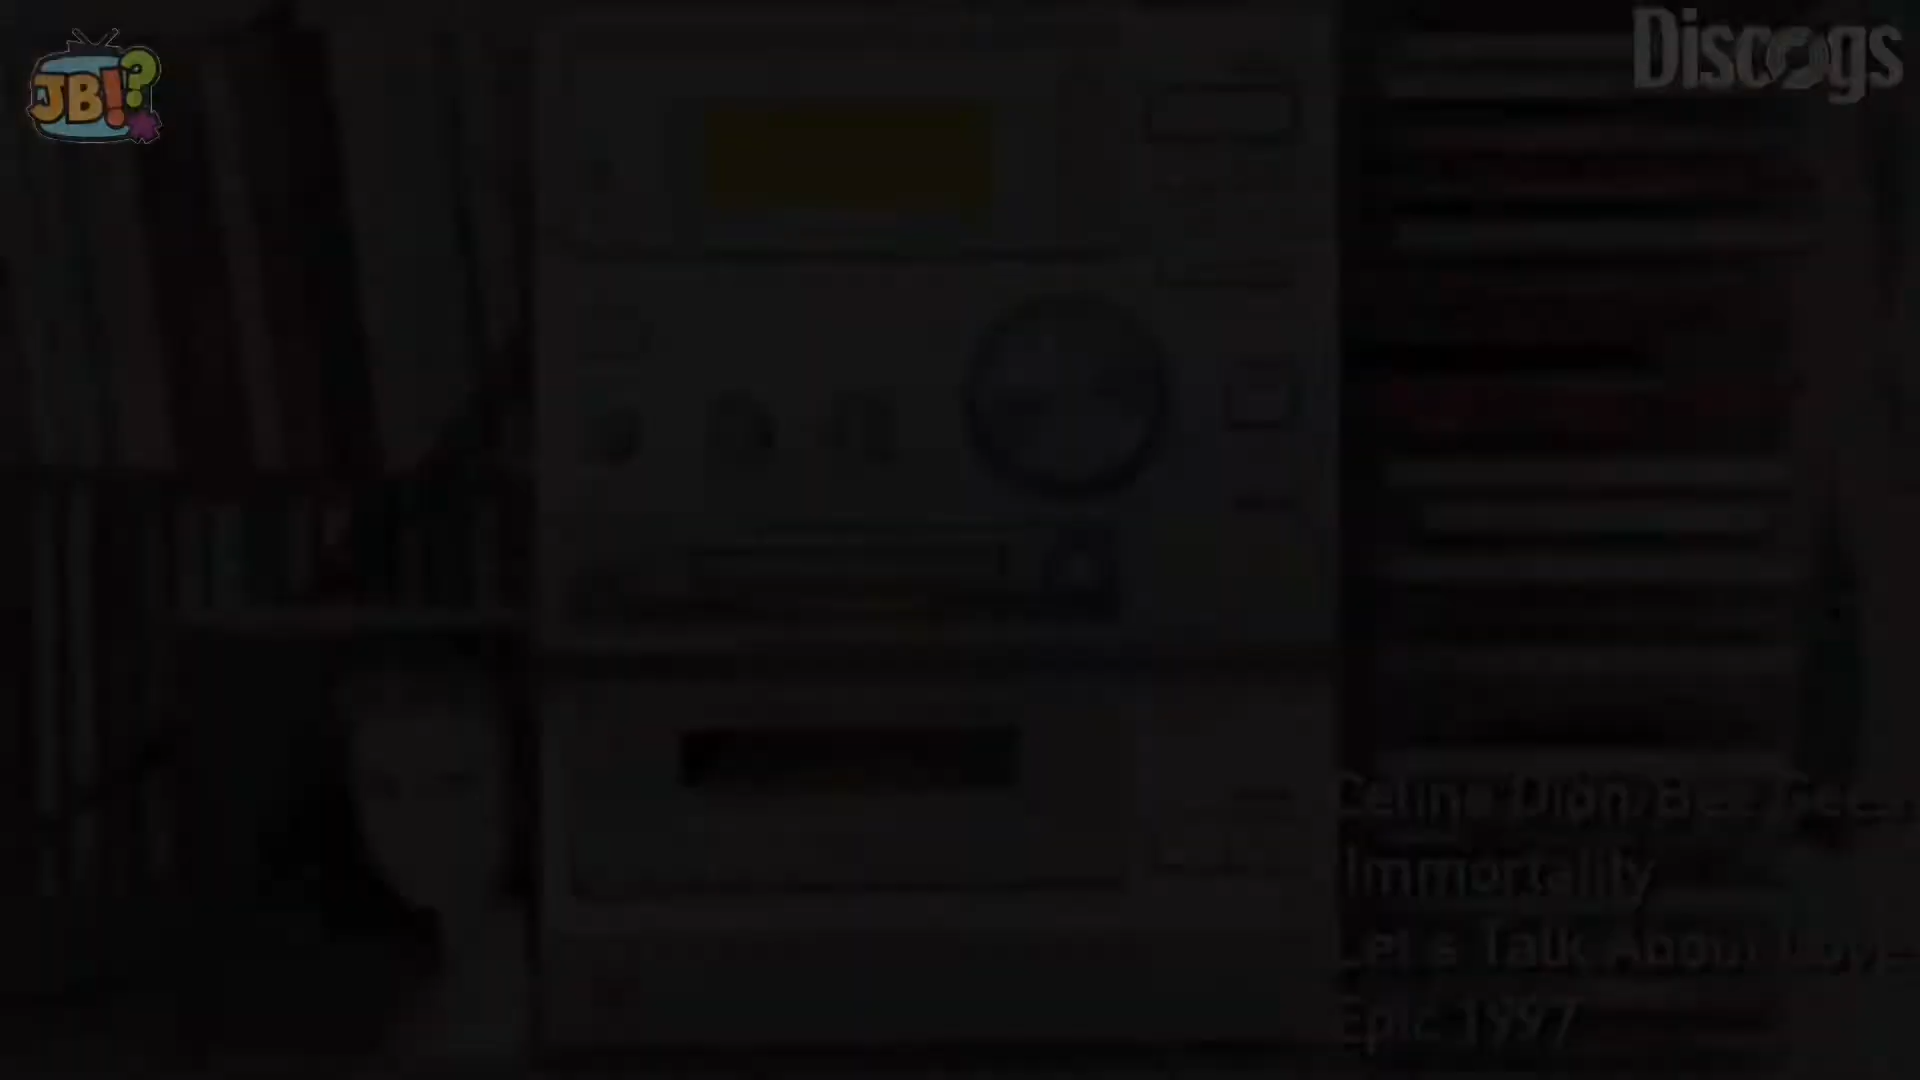 JB!?*
Discogs
Celine Dion/Bee Gees
Immortality
Let's Talk About Love
Epic 1997